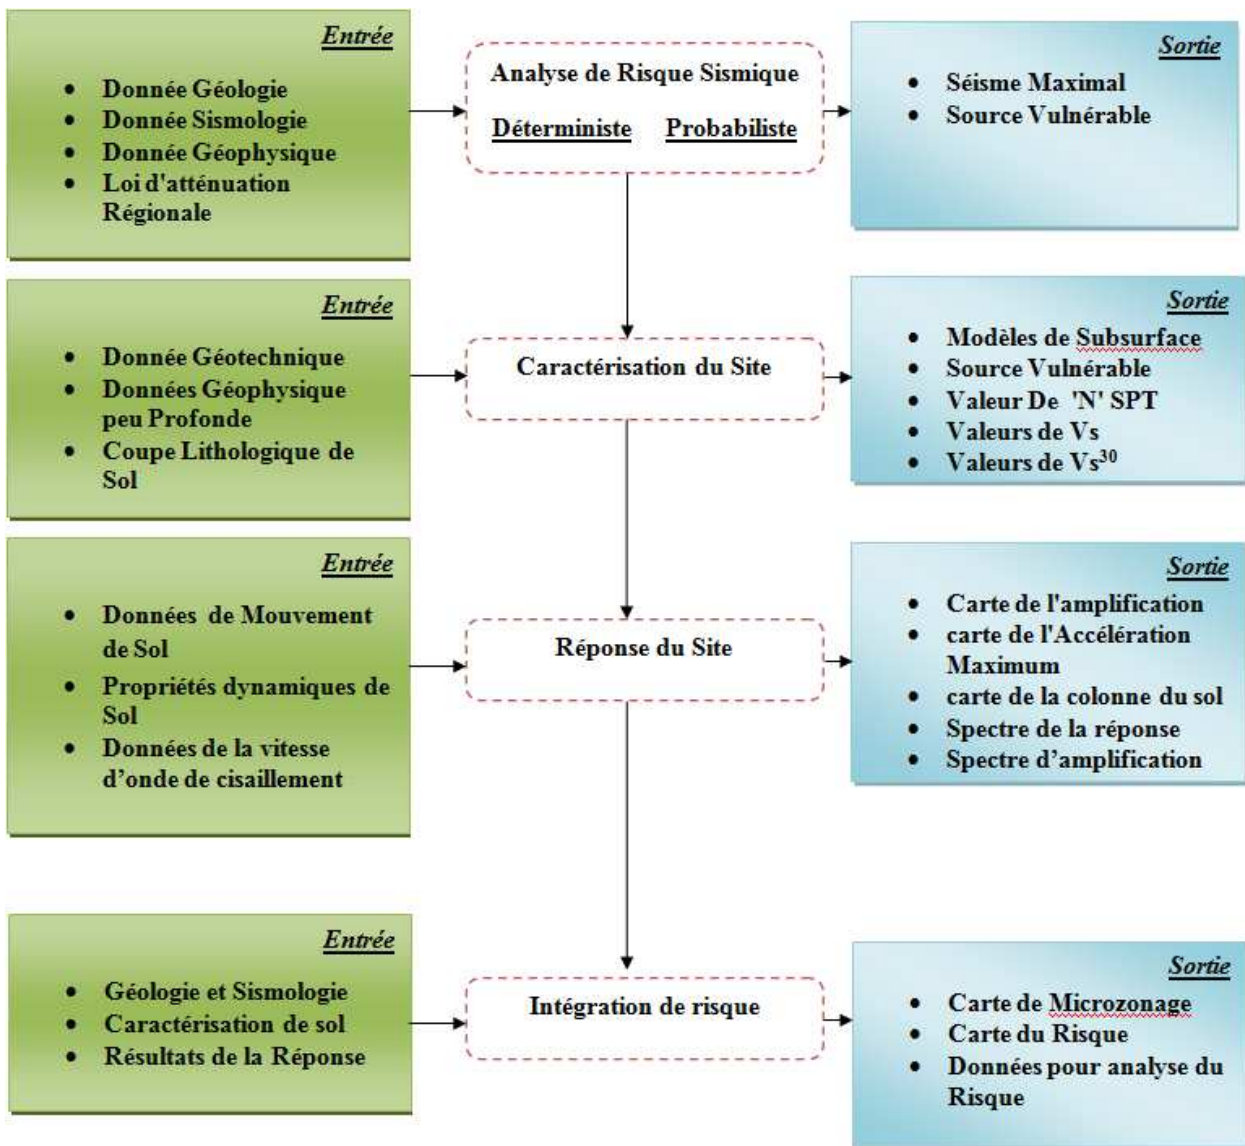 Entrée
Donnée Géologie
Donnée Sismologie
Donnée Géophysique
Loi d'atténuation
Régionale
Analyse de Risque Sismique
Déterministe Probabiliste
Sortie
Séisme Maximal
Source Vulnérable
Entrée
Donnée Géotechnique
Données Géophysique
peu Profonde
Coupe Lithologique de
Sol
Caractérisation du Site
Sortie
Modèles de Subsurface
Source Vulnérable
Valeur De 'N' SPT
Valeurs de Vs
Valeurs de Vs³⁰
Entrée
Données de Mouvement
de Sol
Propriétés dynamiques de
Sol
Données de la vitesse
d’onde de cisaillement
Réponse du Site
Sortie
Carte de l'amplification
carte de l'Accélération
Maximum
carte de la colonne du sol
Spectre de la réponse
Spectre d’amplification
Entrée
Géologie et Sismologie
Caractérisation de sol
Résultats de la Réponse
Intégration de risque
Sortie
Carte de Microzonage
Carte du Risque
Données pour analyse du
Risque